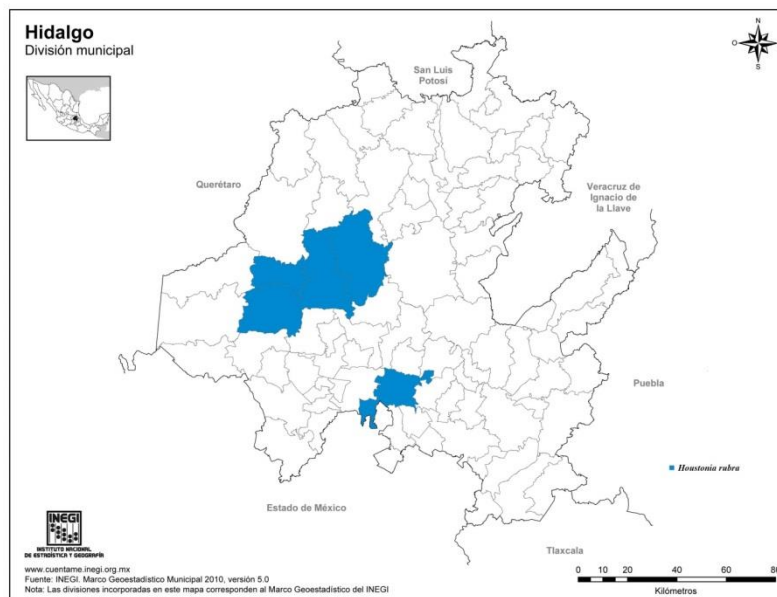 Hidalgo
División municipal
N
O
E
S
San Luis
Potosí
Querétaro
Veracruz de
Ignacio de
la Llave
Puebla
Houstonia rubra
Estado de México
Tlaxcala
INEGI
INSTITUTO NACIONAL
DE ESTADÍSTICA Y GEOGRAFÍA
www.cuentame.inegi.org.mx
Fuente: INEGI. Marco Geoestadístico Municipal 2010, versión 5.0
Nota: Las divisiones incorporadas en este mapa corresponden al Marco Geoestadístico del INEGI
0 20 40 60 80
Kilómetros